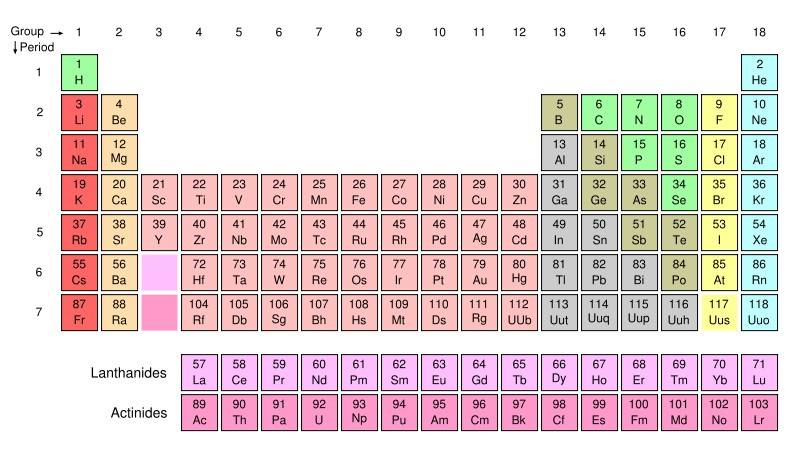 Group → 1 2 3 4 5 6 7 8 9 10 11 12 13 14 15 16 17 18
↓ Period
1 1 2
H He
2 3 4 5 6 7 8 9 10
Li Be B C N O F Ne
3 11 12 13 14 15 16 17 18
Na Mg Al Si P S Cl Ar
4 19 20 21 22 23 24 25 26 27 28 29 30 31 32 33 34 35 36
K Ca Sc Ti V Cr Mn Fe Co Ni Cu Zn Ga Ge As Se Br Kr
5 37 38 39 40 41 42 43 44 45 46 47 48 49 50 51 52 53 54
Rb Sr Y Zr Nb Mo Tc Ru Rh Pd Ag Cd In Sn Sb Te I Xe
6 55 56 72 73 74 75 76 77 78 79 80 81 82 83 84 85 86
Cs Ba Hf Ta W Re Os Ir Pt Au Hg Tl Pb Bi Po At Rn
7 87 88 104 105 106 107 108 109 110 111 112 113 114 115 116 117 118
Fr Ra Rf Db Sg Bh Hs Mt Ds Rg UUb Uut Uuq Uup Uuh Uus Uuo
Lanthanides 57 58 59 60 61 62 63 64 65 66 67 68 69 70 71
La Ce Pr Nd Pm Sm Eu Gd Tb Dy Ho Er Tm Yb Lu
Actinides 89 90 91 92 93 94 95 96 97 98 99 100 101 102 103
Ac Th Pa U Np Pu Am Cm Bk Cf Es Fm Md No Lr